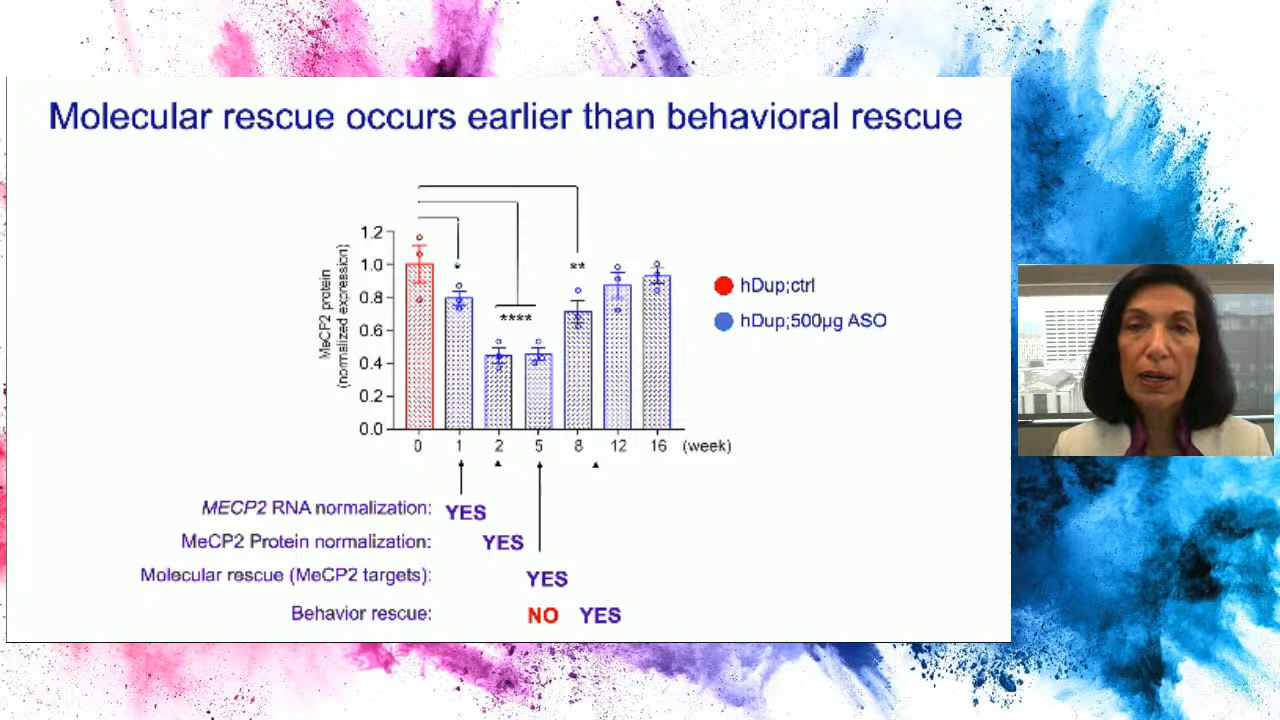 Molecular rescue occurs earlier than behavioral rescue
MeCP2 protein
(normalized expression)
1.2
1.0
0.8
0.6
0.4
0.2
0.0
*
****
**
0 1 2 5 8 12 16 (week)
hDup;ctrl
hDup;500µg ASO
MECP2 RNA normalization: YES
MeCP2 Protein normalization: YES
Molecular rescue (MeCP2 targets): YES
Behavior rescue: NO YES